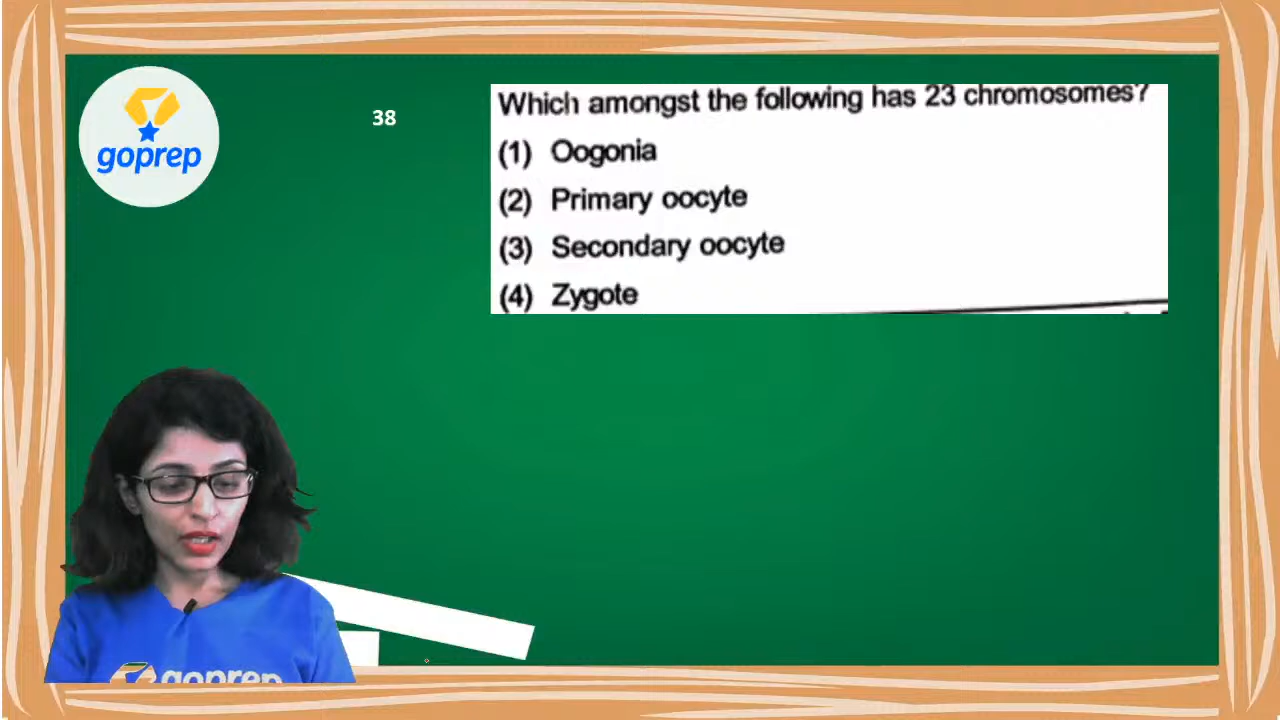 goprep
38
Which amongst the following has 23 chromosomes?
(1) Oogonia
(2) Primary oocyte
(3) Secondary oocyte
(4) Zygote
goprep